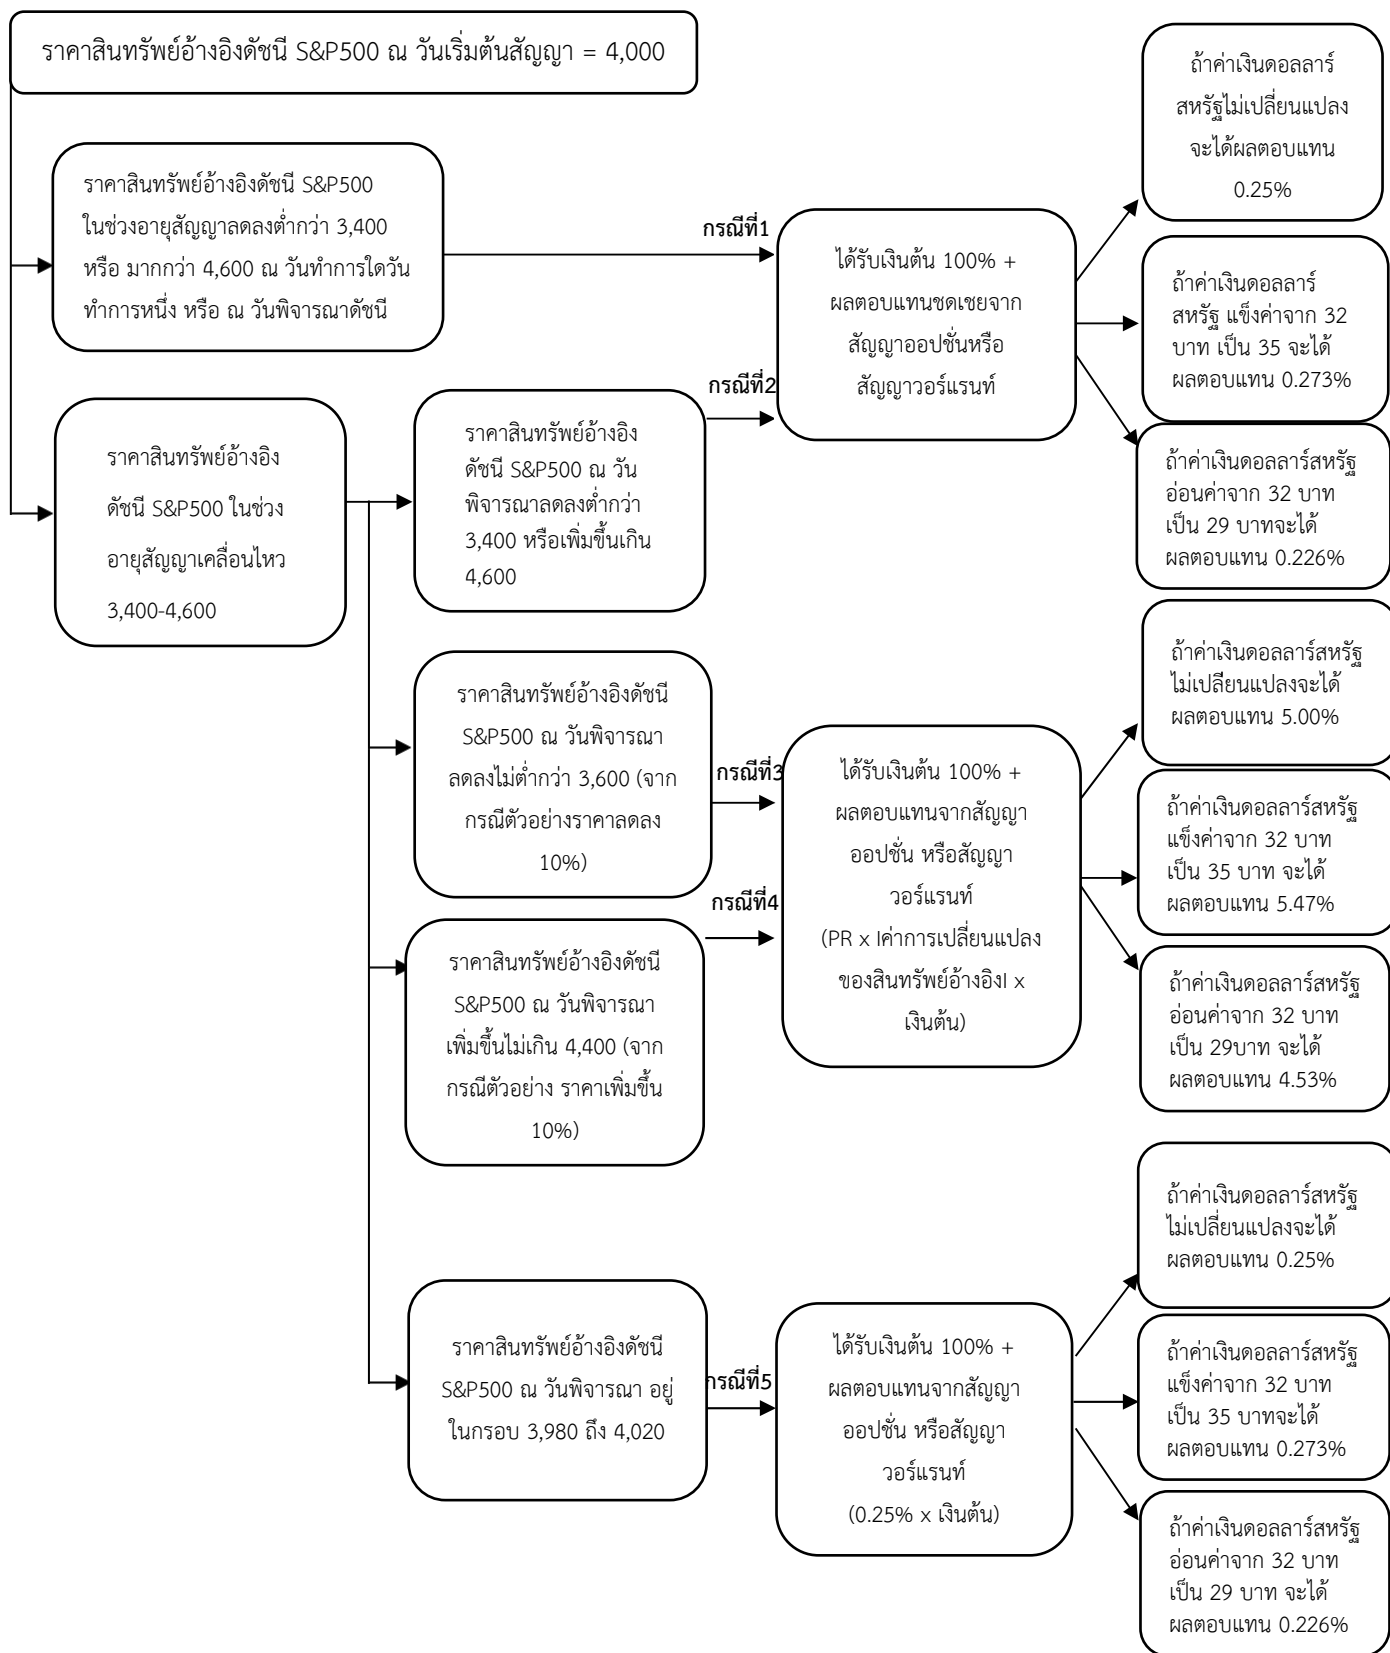 ราคาสินทรัพย์อ้างอิงดัชนี S&P500 ณ วันเริ่มต้นสัญญา = 4,000
ราคาสินทรัพย์อ้างอิงดัชนี S&P500
ในช่วงอายุสัญญาลดลงต่ำกว่า 3,400
หรือ มากกว่า 4,600 ณ วันทำการใดวัน
ทำการหนึ่ง หรือ ณ วันพิจารณาดัชนี
กรณีที่1
ได้รับเงินต้น 100% +
ผลตอบแทนชดเชยจาก
สัญญาออปชั่นหรือ
สัญญาวอร์แรนท์
ถ้าค่าเงินดอลลาร์
สหรัฐไม่เปลี่ยนแปลง
จะได้ผลตอบแทน
0.25%
ถ้าค่าเงินดอลลาร์
สหรัฐ แข็งค่าจาก 32
บาท เป็น 35 จะได้
ผลตอบแทน 0.273%
ถ้าค่าเงินดอลลาร์สหรัฐ
อ่อนค่าจาก 32 บาท
เป็น 29 บาทจะได้
ผลตอบแทน 0.226%
ราคาสินทรัพย์อ้างอิง
ดัชนี S&P500 ในช่วง
อายุสัญญาเคลื่อนไหว
3,400-4,600
กรณีที่2
ราคาสินทรัพย์อ้างอิง
ดัชนี S&P500 ณ วัน
พิจารณาลดลงต่ำกว่า
3,400 หรือเพิ่มขึ้นเกิน
4,600
ราคาสินทรัพย์อ้างอิงดัชนี
S&P500 ณ วันพิจารณา
ลดลงไม่ต่ำกว่า 3,600 (จาก
กรณีตัวอย่างราคาลดลง
10%)
กรณีที่3
ราคาสินทรัพย์อ้างอิงดัชนี
S&P500 ณ วันพิจารณา
เพิ่มขึ้นไม่เกิน 4,400 (จาก
กรณีตัวอย่าง ราคาเพิ่มขึ้น
10%)
กรณีที่4
ได้รับเงินต้น 100% +
ผลตอบแทนจากสัญญา
ออปชั่น หรือสัญญา
วอร์แรนท์
(PR x Iค่าการเปลี่ยนแปลง
ของสินทรัพย์อ้างอิงI x
เงินต้น)
ถ้าค่าเงินดอลลาร์สหรัฐ
ไม่เปลี่ยนแปลงจะได้
ผลตอบแทน 5.00%
ถ้าค่าเงินดอลลาร์สหรัฐ
แข็งค่าจาก 32 บาท
เป็น 35 บาท จะได้
ผลตอบแทน 5.47%
ถ้าค่าเงินดอลลาร์สหรัฐ
อ่อนค่าจาก 32 บาท
เป็น 29บาท จะได้
ผลตอบแทน 4.53%
ราคาสินทรัพย์อ้างอิงดัชนี
S&P500 ณ วันพิจารณา อยู่
ในกรอบ 3,980 ถึง 4,020
กรณีที่5
ได้รับเงินต้น 100% +
ผลตอบแทนจากสัญญา
ออปชั่น หรือสัญญา
วอร์แรนท์
(0.25% x เงินต้น)
ถ้าค่าเงินดอลลาร์สหรัฐ
ไม่เปลี่ยนแปลงจะได้
ผลตอบแทน 0.25%
ถ้าค่าเงินดอลลาร์สหรัฐ
แข็งค่าจาก 32 บาท
เป็น 35 บาทจะได้
ผลตอบแทน 0.273%
ถ้าค่าเงินดอลลาร์สหรัฐ
อ่อนค่าจาก 32 บาท
เป็น 29 บาท จะได้
ผลตอบแทน 0.226%